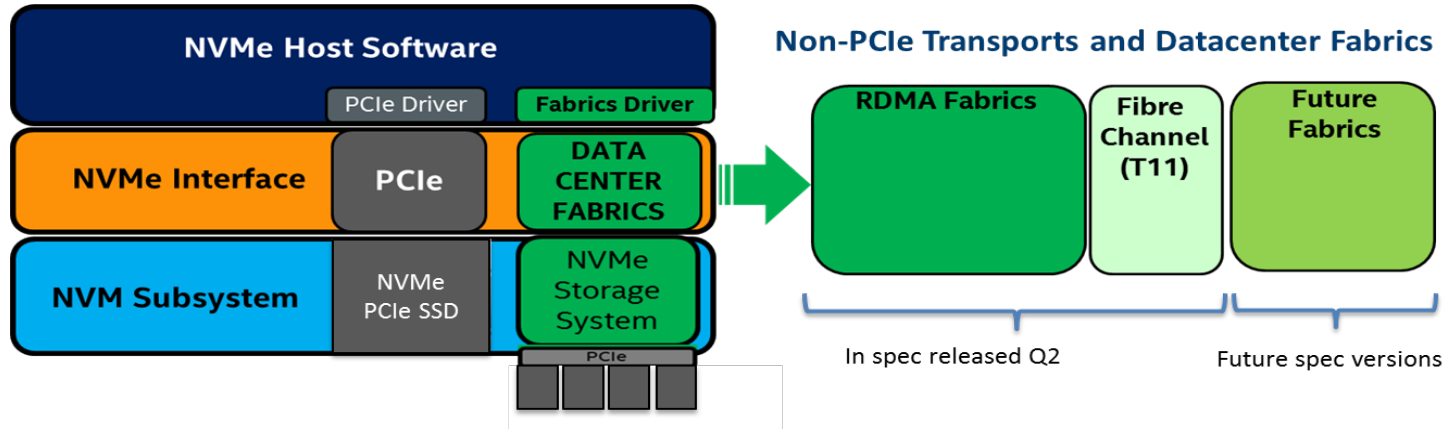 NVMe Host Software
PCIe Driver
Fabrics Driver
NVMe Interface
PCIe
DATA
CENTER
FABRICS
NVM Subsystem
NVMe
PCIe SSD
NVMe
Storage
System
PCIe
Non-PCIe Transports and Datacenter Fabrics
RDMA Fabrics
Fibre
Channel
(T11)
Future
Fabrics
In spec released Q2
Future spec versions